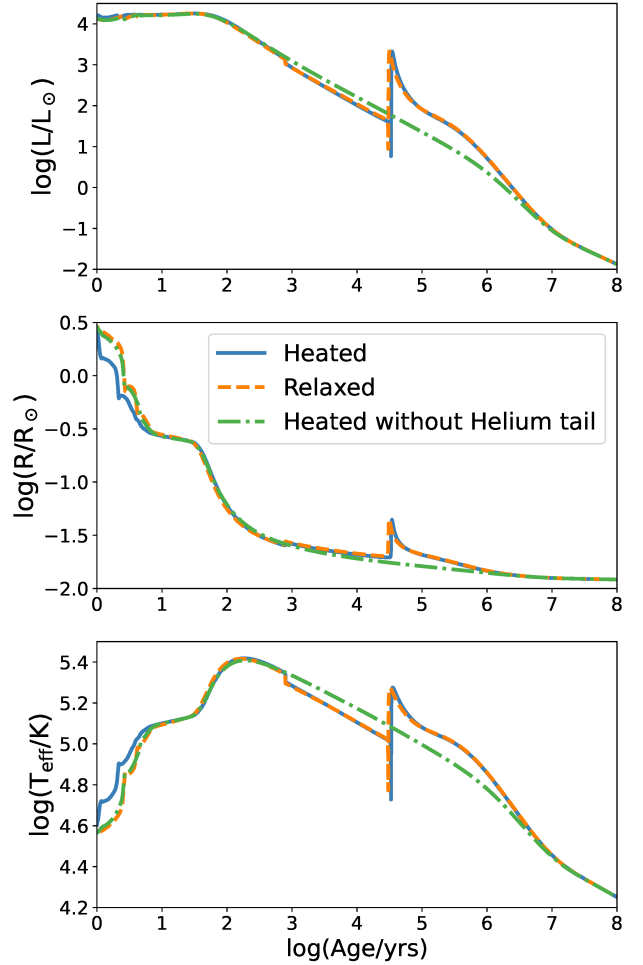 4
3
2
1
0
−1
−2
log(L/L⊙)
0 1 2 3 4 5 6 7 8
0.5
0.0
−0.5
−1.0
−1.5
−2.0
log(R/R⊙)
Heated
Relaxed
Heated without Helium tail
0 1 2 3 4 5 6 7 8
5.4
5.2
5.0
4.8
4.6
4.4
4.2
log(T_eff/K)
0 1 2 3 4 5 6 7 8
log(Age/yrs)